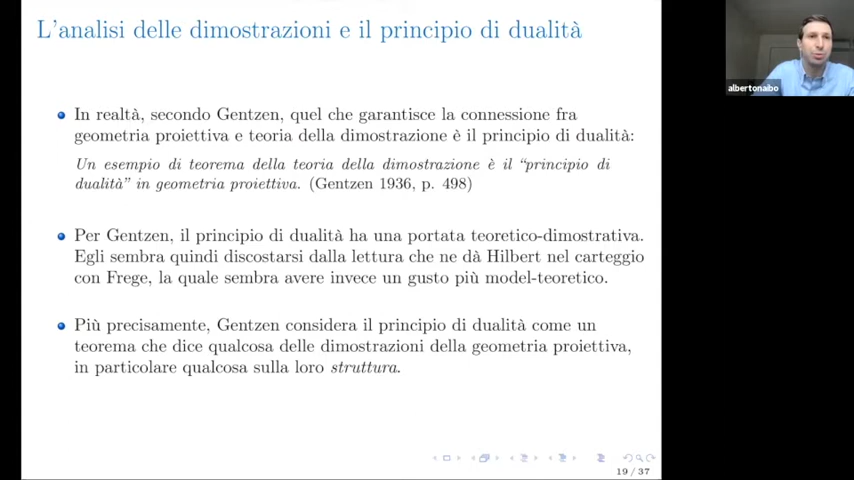 L'analisi delle dimostrazioni e il principio di dualità
In realtà, secondo Gentzen, quel che garantisce la connessione fra
geometria proiettiva e teoria della dimostrazione è il principio di dualità:
Un esempio di teorema della teoria della dimostrazione è il "principio di
dualità" in geometria proiettiva. (Gentzen 1936, p. 498)
Per Gentzen, il principio di dualità ha una portata teoretico-dimostrativa.
Egli sembra quindi discostarsi dalla lettura che ne dà Hilbert nel carteggio
con Frege, la quale sembra avere invece un gusto più model-teoretico.
Più precisamente, Gentzen considera il principio di dualità come un
teorema che dice qualcosa delle dimostrazioni della geometria proiettiva,
in particolare qualcosa sulla loro struttura.
19 / 37
albertonaibo